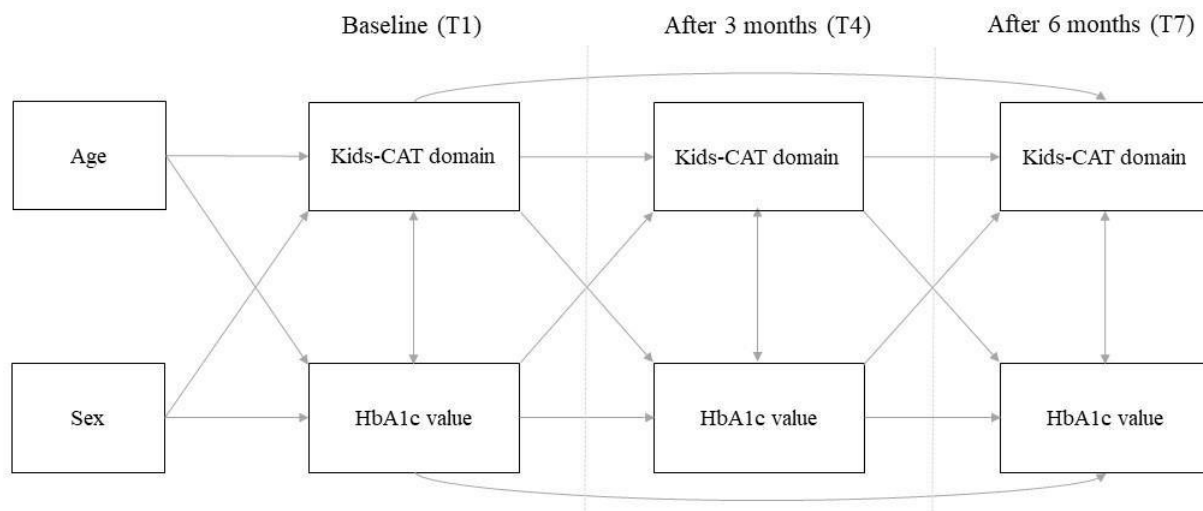 Baseline (T1)
After 3 months (T4)
After 6 months (T7)
Age
Kids-CAT domain
Kids-CAT domain
Kids-CAT domain
Sex
HbA1c value
HbA1c value
HbA1c value